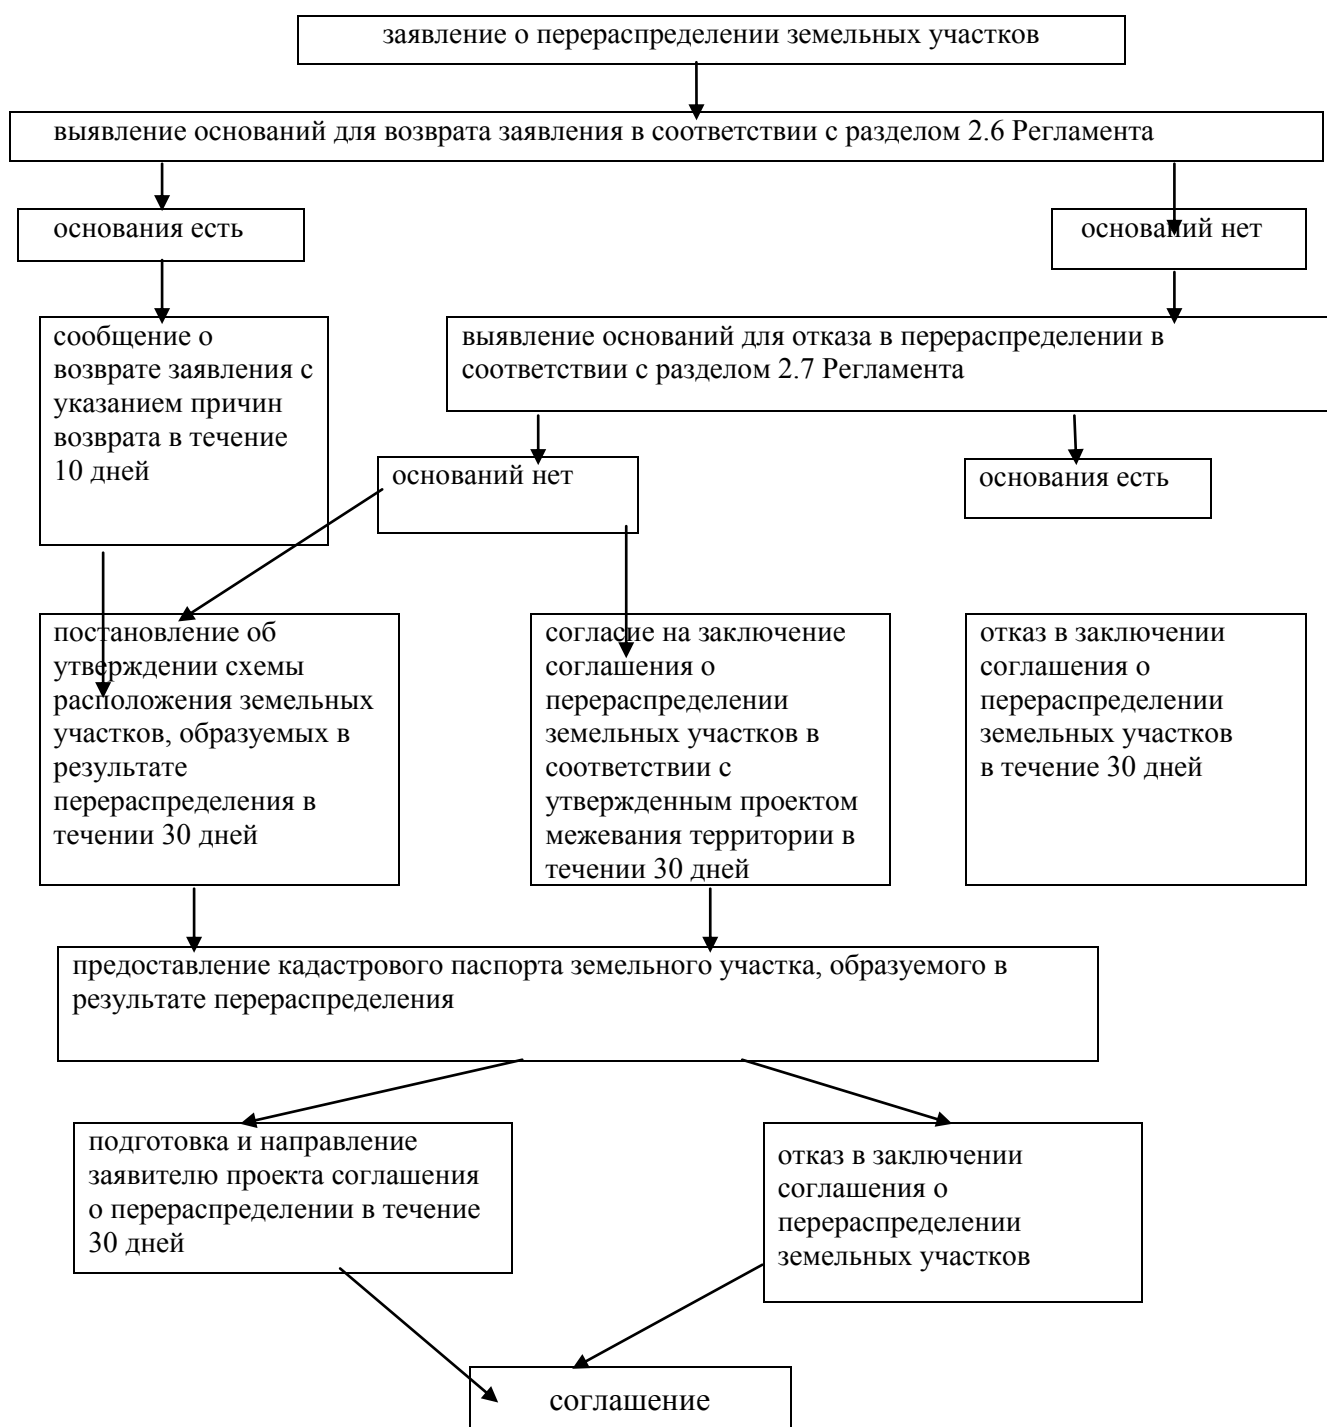 заявление о перераспределении земельных участков
выявление оснований для возврата заявления в соответствии с разделом 2.6 Регламента
основания есть
оснований нет
сообщение о
возврате заявления с
указанием причин
возврата в течение
10 дней
выявление оснований для отказа в перераспределении в
соответствии с разделом 2.7 Регламента
оснований нет
основания есть
постановление об
утверждении схемы
расположения земельных
участков, образуемых в
результате
перераспределения в
течении 30 дней
согласие на заключение
соглашения о
перераспределении
земельных участков в
соответствии с
утвержденным проектом
межевания территории в
течении 30 дней
отказ в заключении
соглашения о
перераспределении
земельных участков
в течение 30 дней
предоставление кадастрового паспорта земельного участка, образуемого в
результате перераспределения
подготовка и направление
заявителю проекта соглашения
о перераспределении в течение
30 дней
отказ в заключении
соглашения о
перераспределении
земельных участков
соглашение